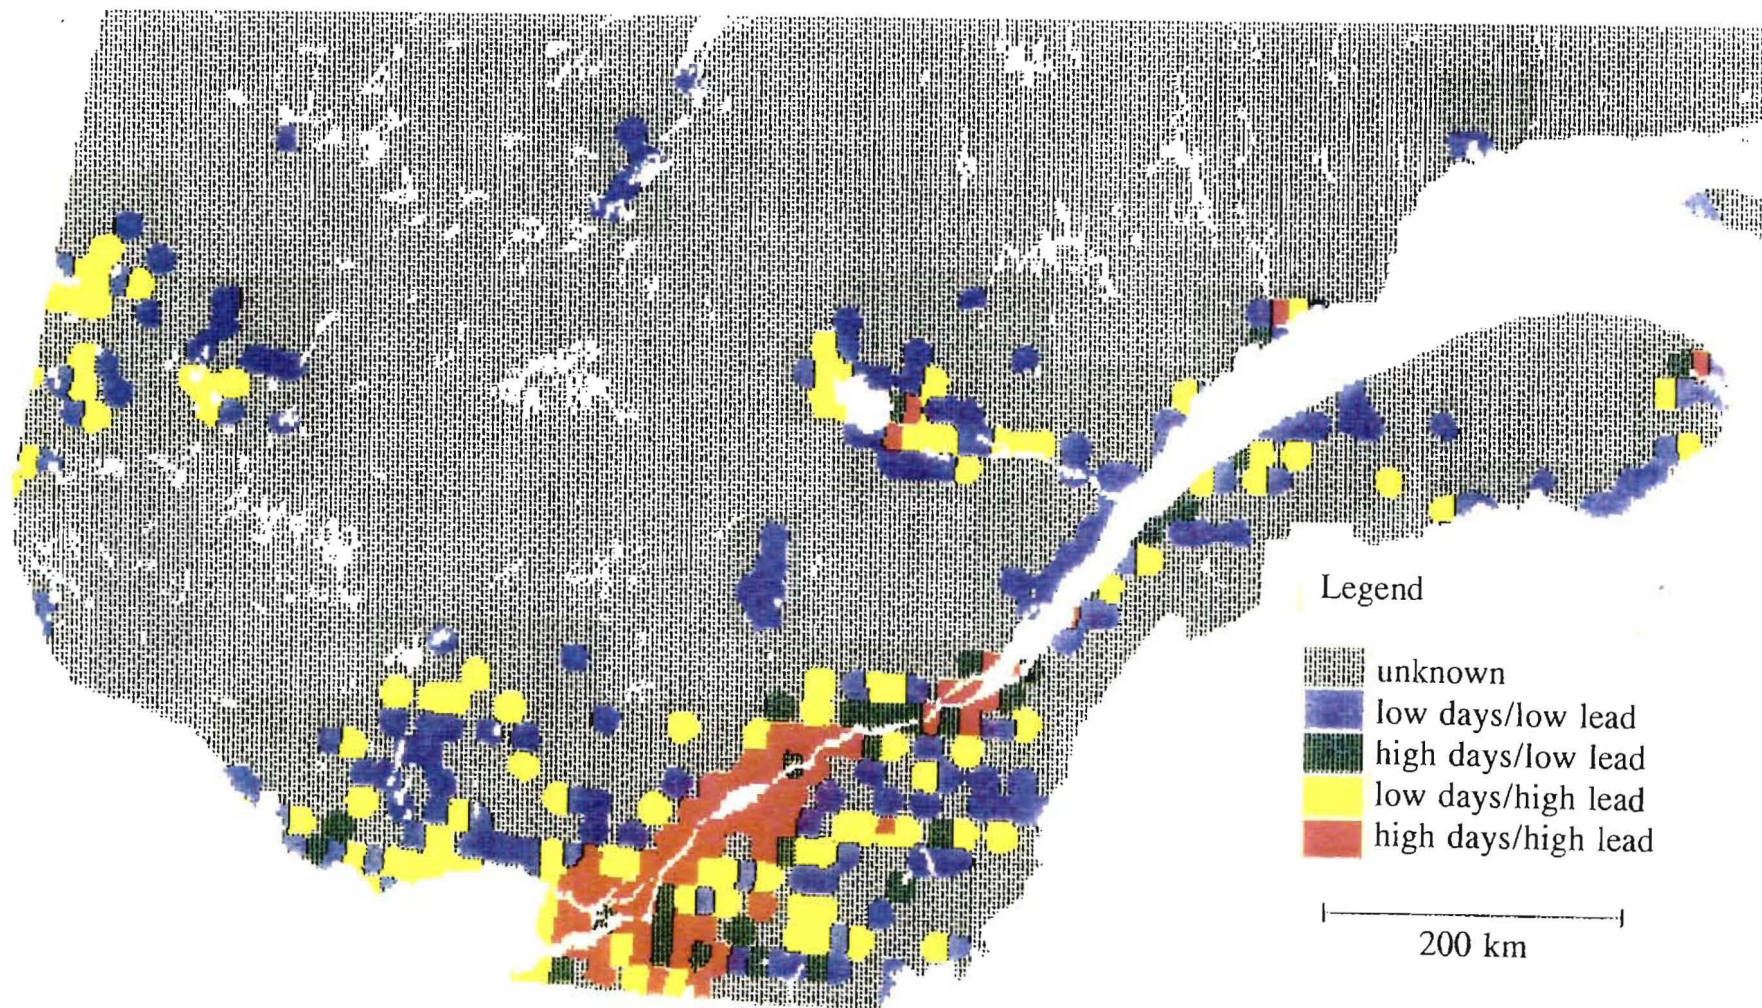 Legend
unknown
low days/low lead
high days/low lead
low days/high lead
high days/high lead
200 km